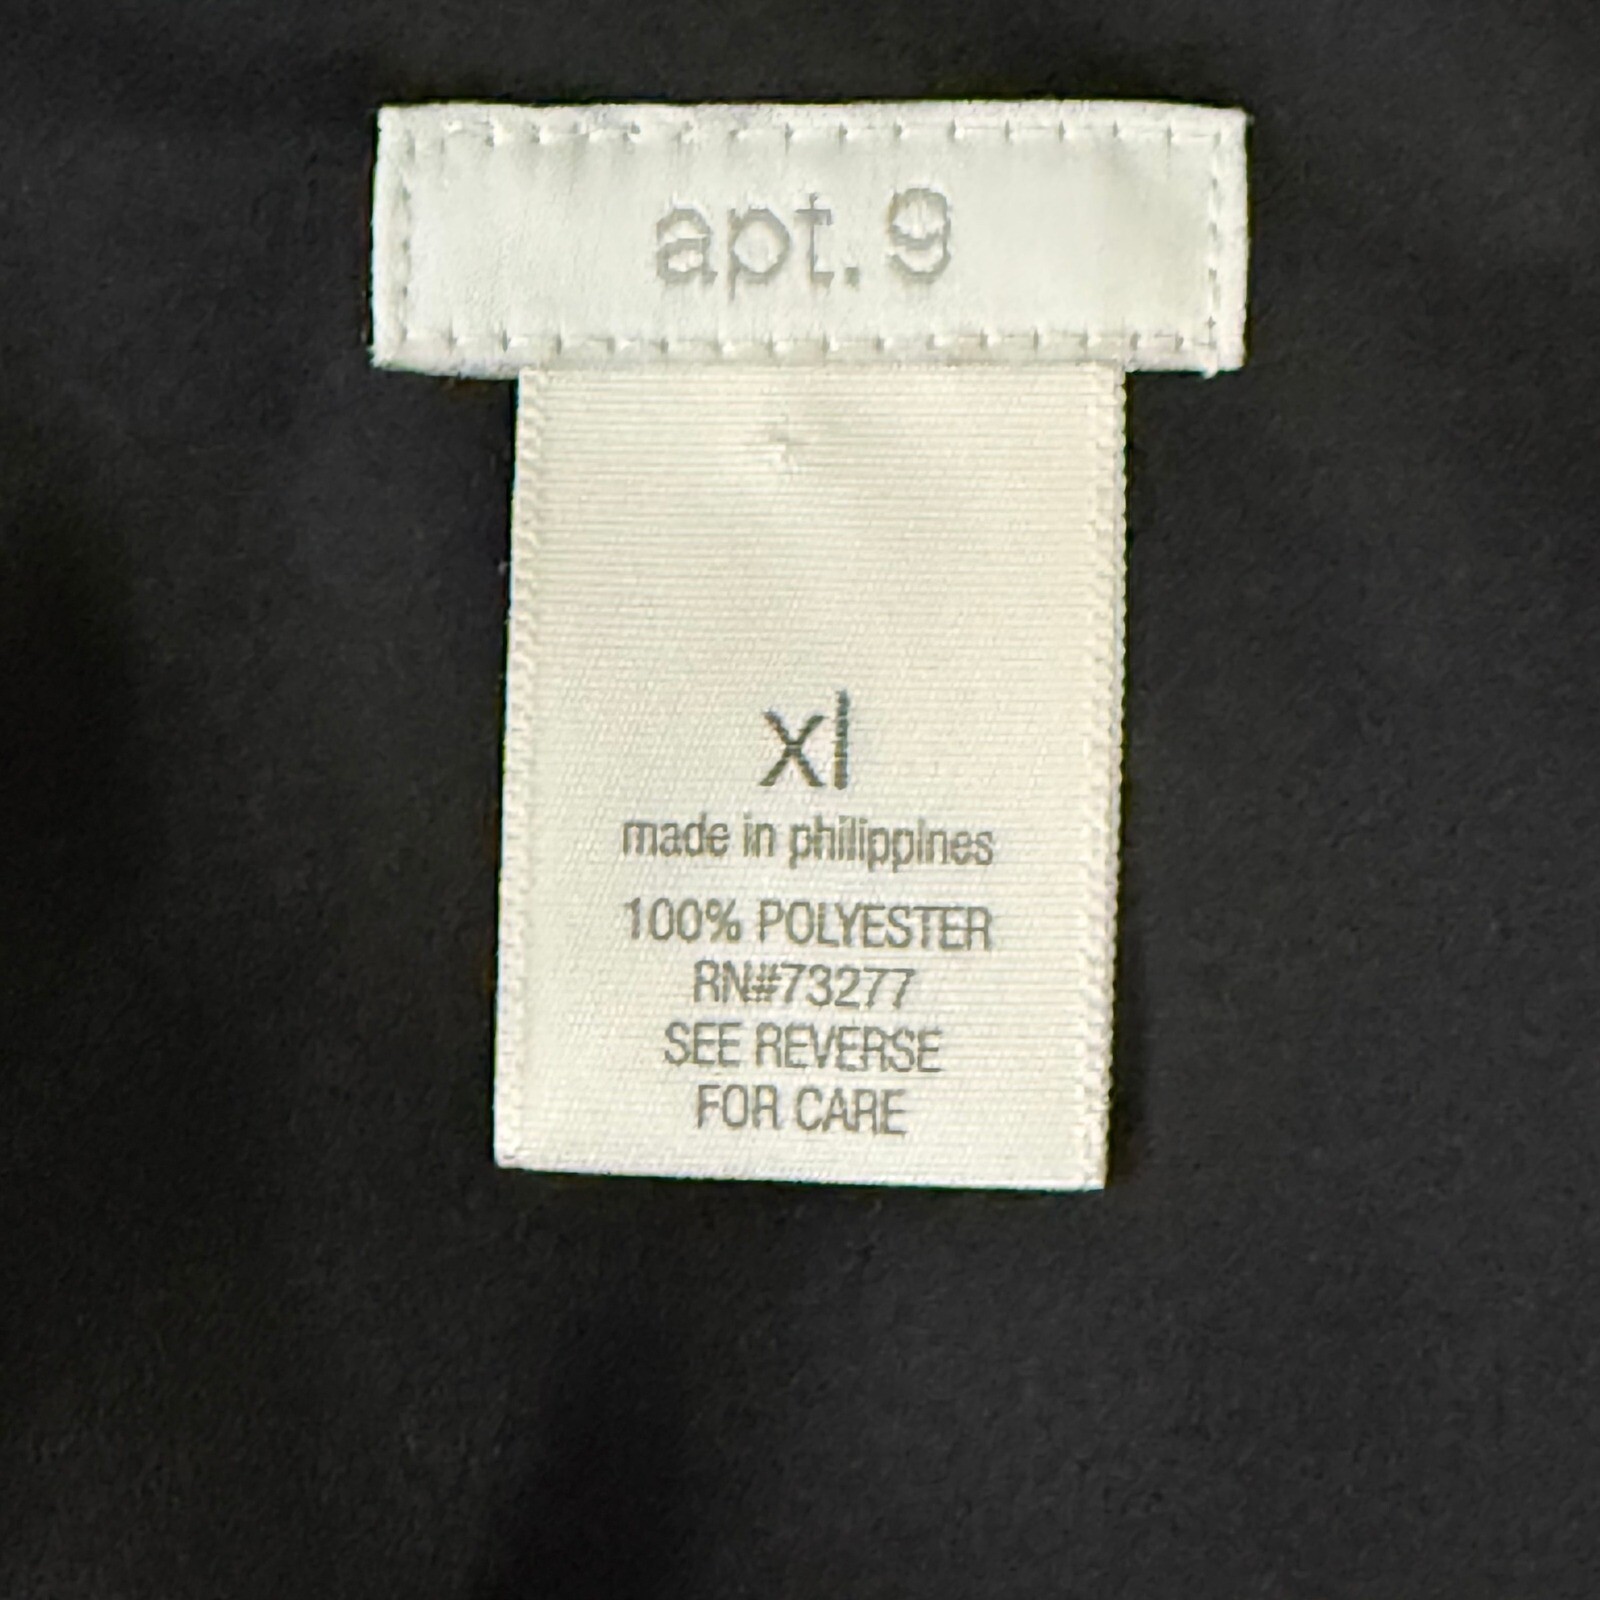 apt. 9
xl
made in philippines
100% POLYESTER
RN#73277
SEE REVERSE
FOR CARE